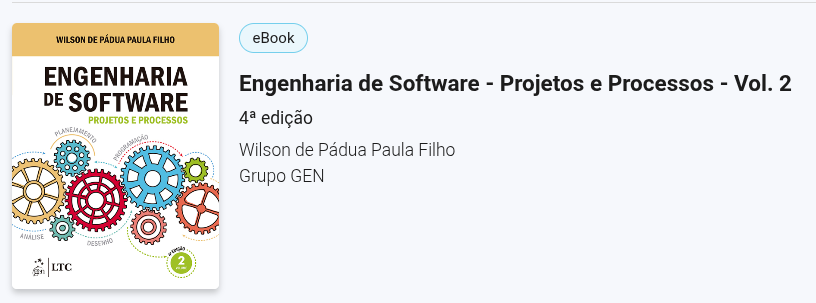 WILSON DE PÁDUA PAULA FILHO
ENGENHARIA
DE SOFTWARE
PROJETOS E PROCESSOS
PLANEJAMENTO
PROGRAMAÇÃO
ANÁLISE
DESENHO
4ª EDIÇÃO
2
LTC
eBook
Engenharia de Software - Projetos e Processos - Vol. 2
4ª edição
Wilson de Pádua Paula Filho
Grupo GEN